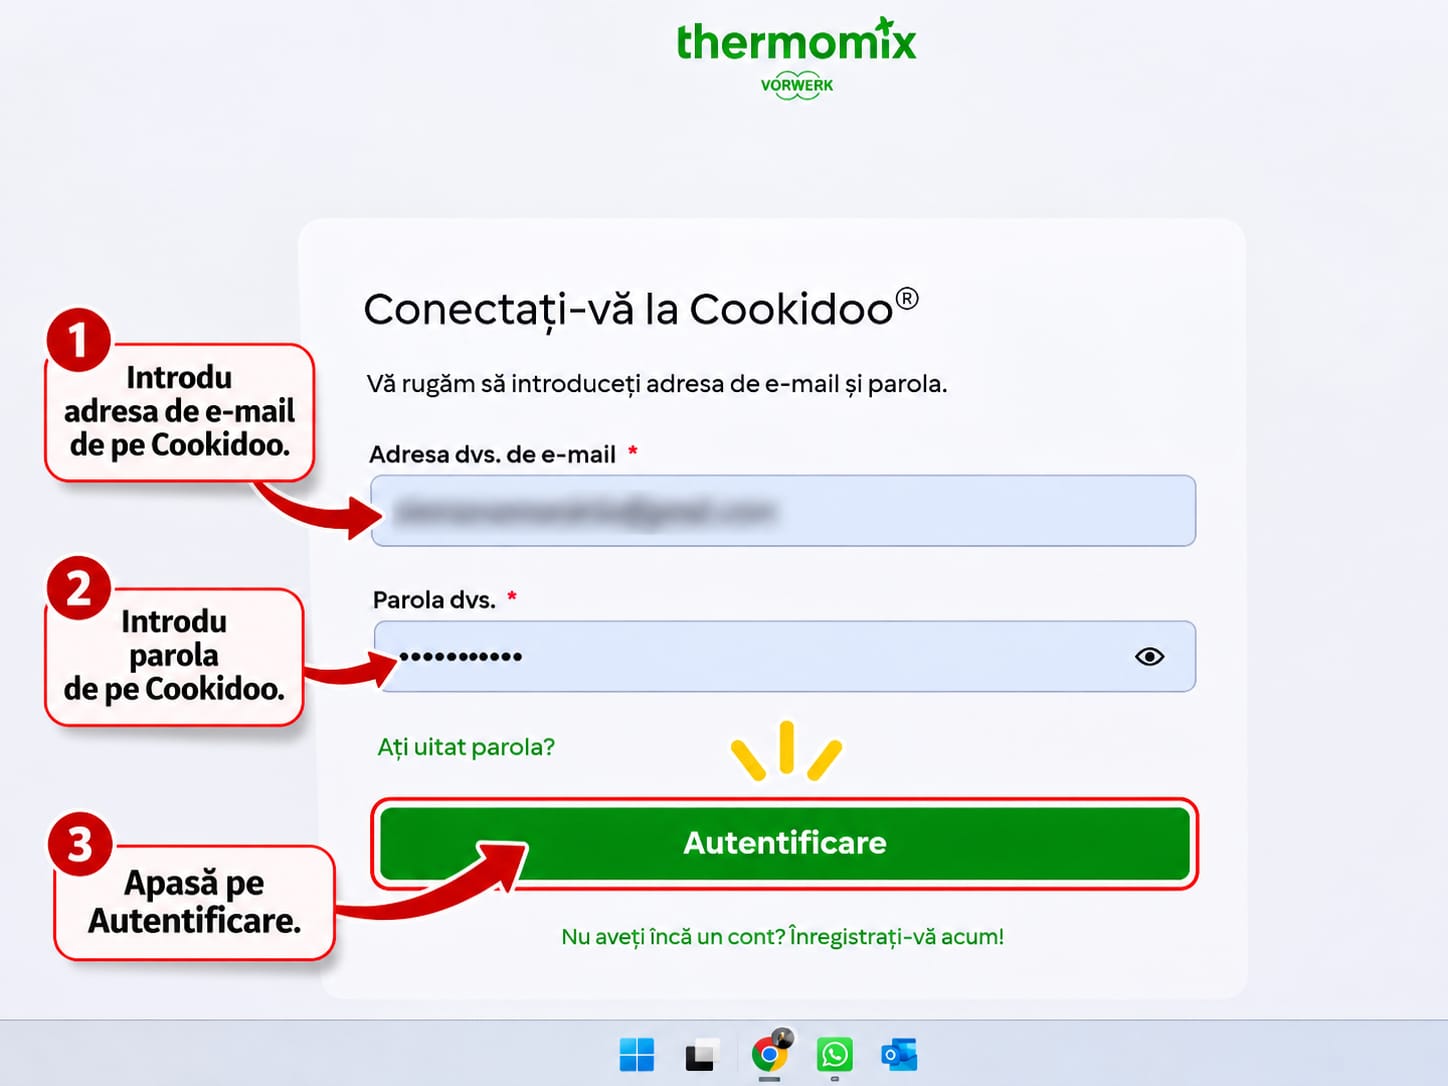 thermomix
VORWERK
Conectați-vă la Cookidoo®
Vă rugăm să introduceți adresa de e-mail și parola.
1
Introdu
adresa de e-mail
de pe Cookidoo.
Adresa dvs. de e-mail *
2
Introdu
parola
de pe Cookidoo.
Parola dvs. *
•••••••••••
Ați uitat parola?
3
Apasă pe
Autentificare.
Autentificare
Nu aveți încă un cont? Înregistrați-vă acum!